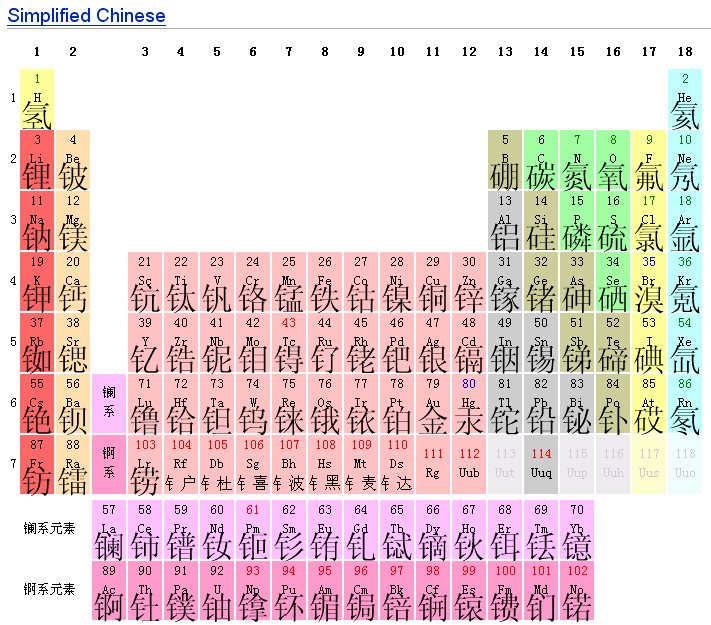 Simplified Chinese
1 2 3 4 5 6 7 8 9 10 11 12 13 14 15 16 17 18
1 2
1 H He
氢 氦
3 4 5 6 7 8 9 10
2 Li Be B C N O F Ne
锂 铍 硼 碳 氮 氧 氟 氖
11 12 13 14 15 16 17 18
3 Na Mg Al Si P S Cl Ar
钠 镁 铝 硅 磷 硫 氯 氩
19 20 21 22 23 24 25 26 27 28 29 30 31 32 33 34 35 36
4 K Ca Sc Ti V Cr Mn Fe Co Ni Cu Zn Ga Ge As Se Br Kr
钾 钙 钪 钛 钒 铬 锰 铁 钴 镍 铜 锌 镓 锗 砷 硒 溴 氪
37 38 39 40 41 42 43 44 45 46 47 48 49 50 51 52 53 54
5 Rb Sr Y Zr Nb Mo Tc Ru Rh Pd Ag Cd In Sn Sb Te I Xe
铷 锶 钇 锆 铌 钼 锝 钌 铑 钯 银 镉 铟 锡 锑 碲 碘 氙
55 56 镧 71 72 73 74 75 76 77 78 79 80 81 82 83 84 85 86
6 Cs Ba 系 Lu Hf Ta W Re Os Ir Pt Au Hg Tl Pb Bi Po At Rn
铯 钡 镥 铪 钽 钨 铼 锇 铱 铂 金 汞 铊 铅 铋 钋 砹 氡
87 88 锕 103 104 105 106 107 108 109 110 111 112 113 114 115 116 117 118
7 Fr Ra 系 Lr Rf Db Sg Bh Hs Mt Ds Rg Uub Uut Uuq Uup Uuh Uus Uuo
钫 镭 铹 钅户 钅杜 钅喜 钅波 钅黑 钅麦 钅达
57 58 59 60 61 62 63 64 65 66 67 68 69 70
镧系元素 La Ce Pr Nd Pm Sm Eu Gd Tb Dy Ho Er Tm Yb
镧 铈 镨 钕 钷 钐 铕 钆 铽 镝 钬 铒 铥 镱
89 90 91 92 93 94 95 96 97 98 99 100 101 102
锕系元素 Ac Th Pa U Np Pu Am Cm Bk Cf Es Fm Md No
锕 钍 镤 铀 镎 钚 镅 锔 锫 锎 锿 镄 钔 锘